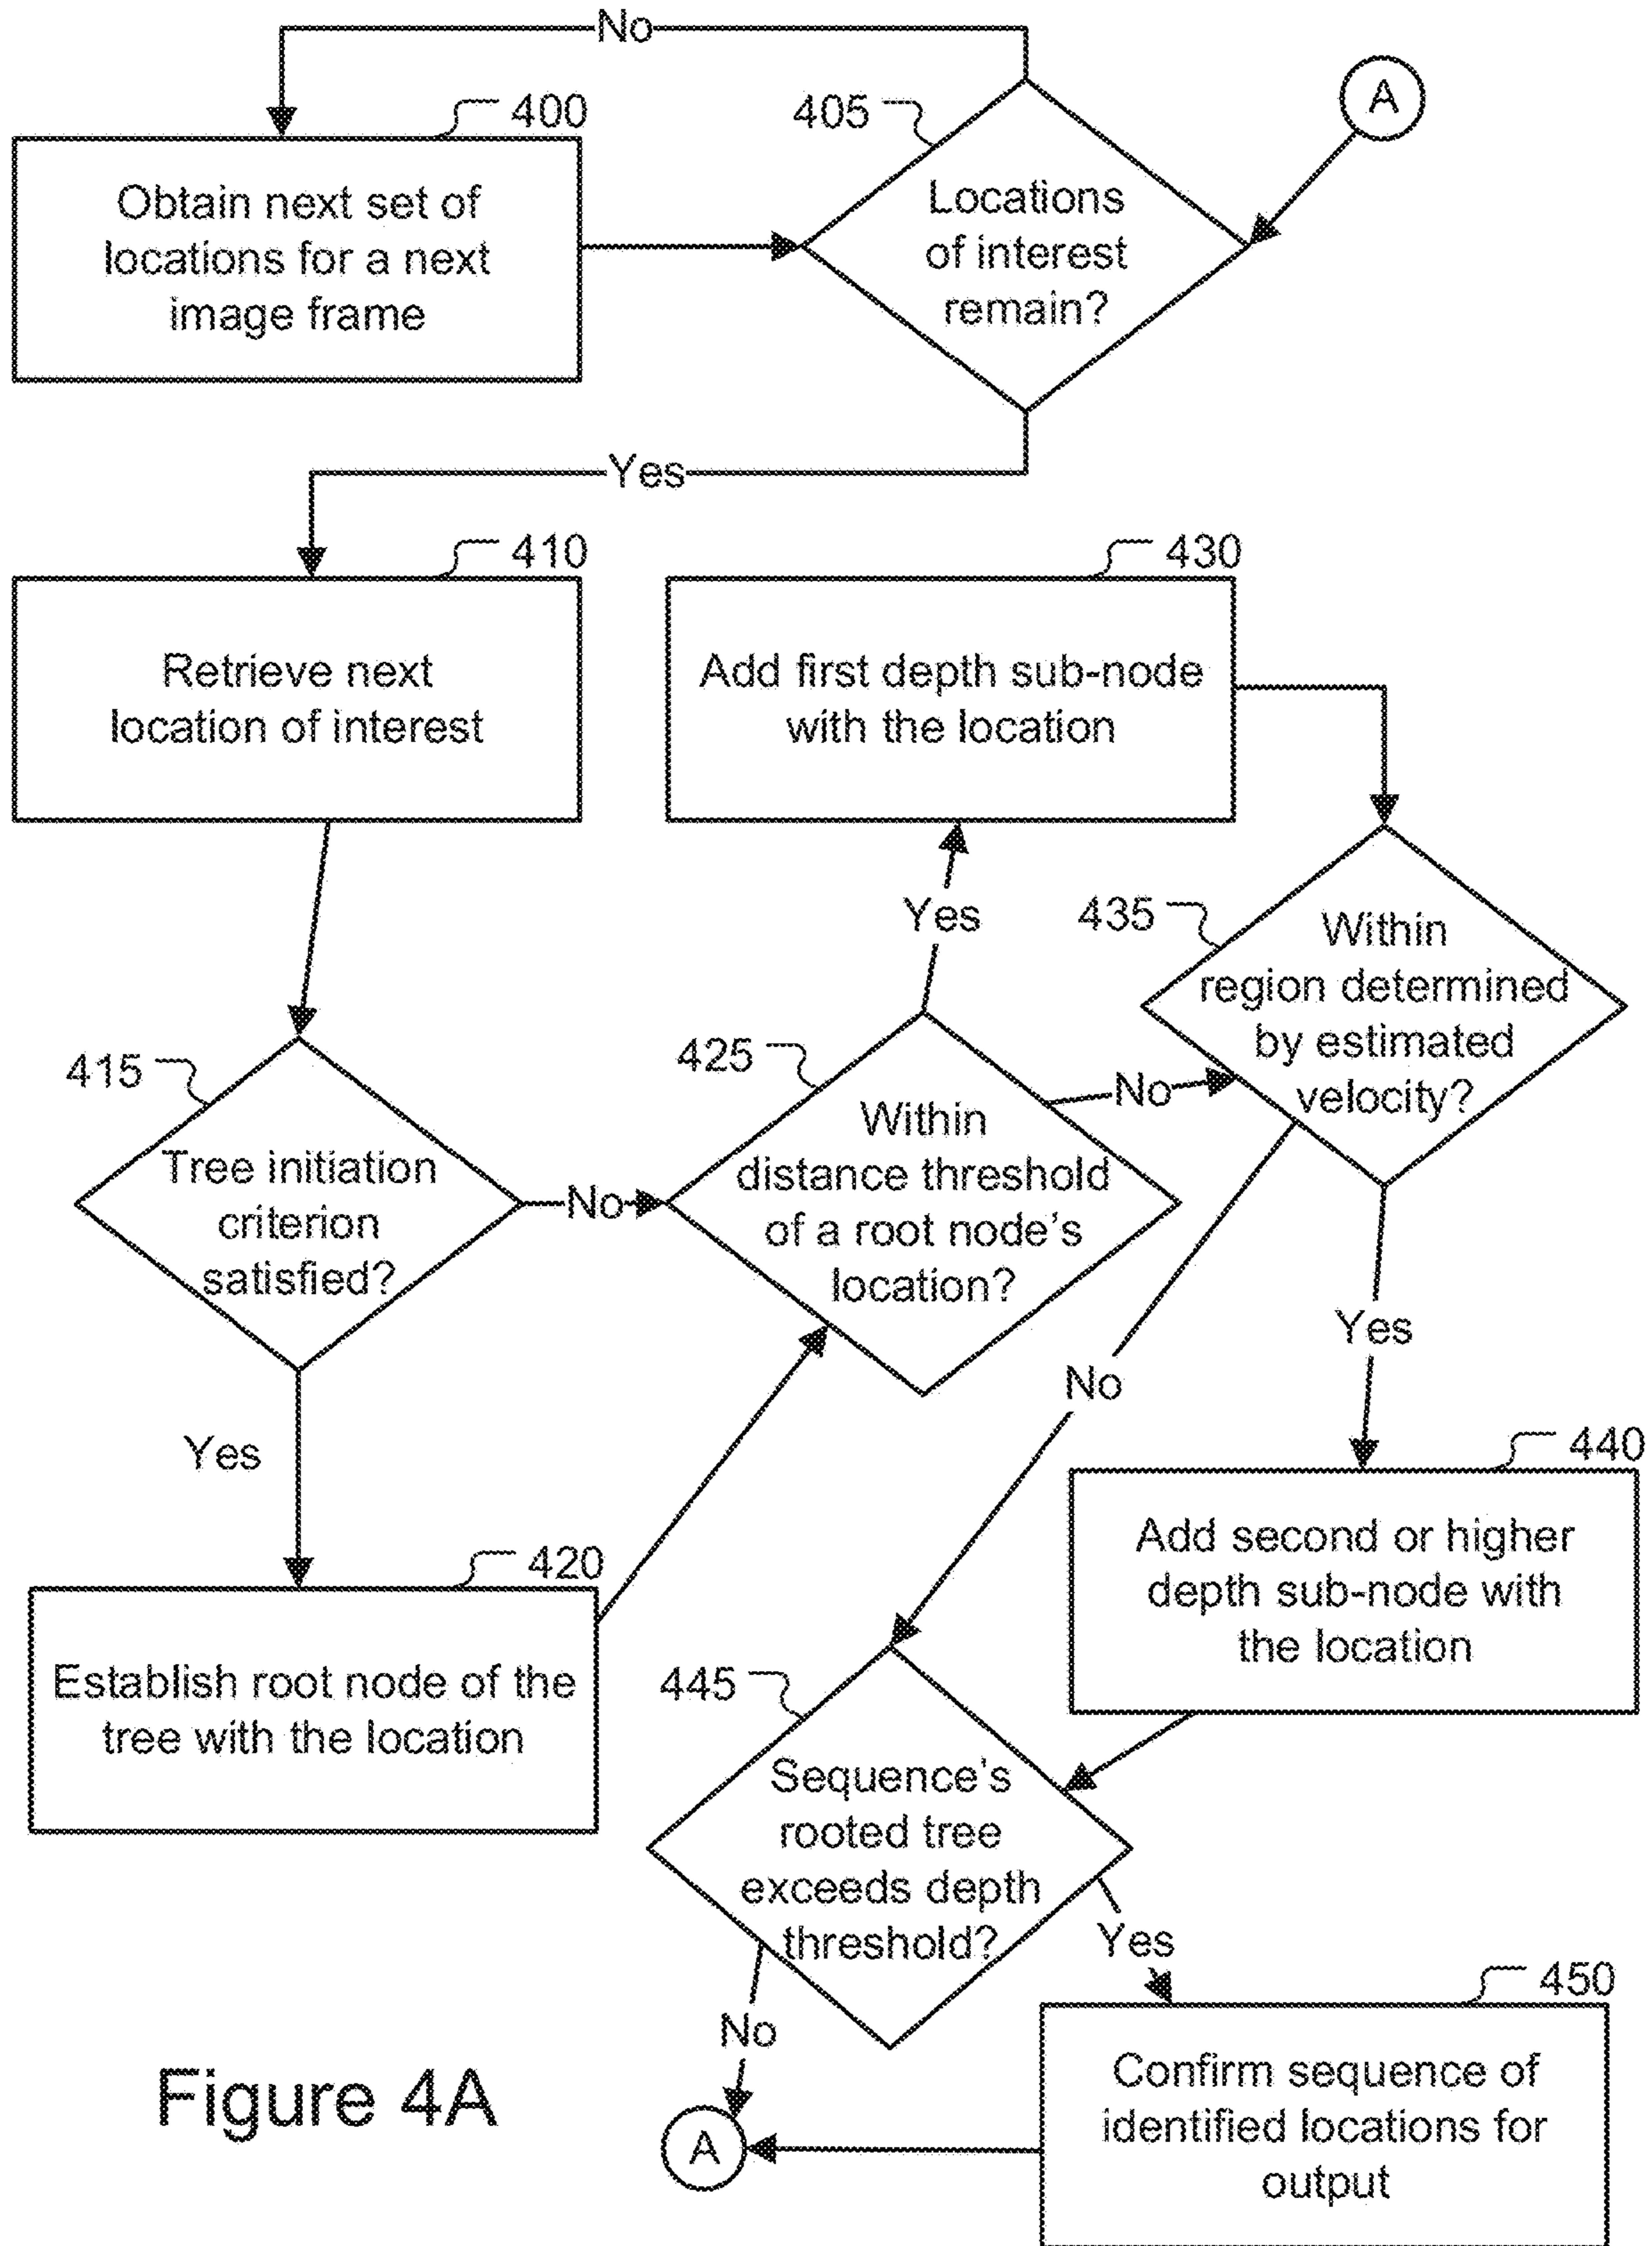 No
400
405
A
Obtain next set of
locations for a next
image frame
Locations
of interest
remain?
Yes
410
430
Retrieve next
location of interest
Add first depth sub-node
with the location
Yes
435
Within
region determined
by estimated
velocity?
415
425
No
Tree initiation
criterion
satisfied?
No
Within
distance threshold
of a root node's
location?
Yes
No
Yes
440
Add second or higher
depth sub-node with
the location
420
Establish root node of the
tree with the location
445
Sequence's
rooted tree
exceeds depth
threshold?
Yes
450
No
Confirm sequence of
identified locations for
output
A
Figure 4A